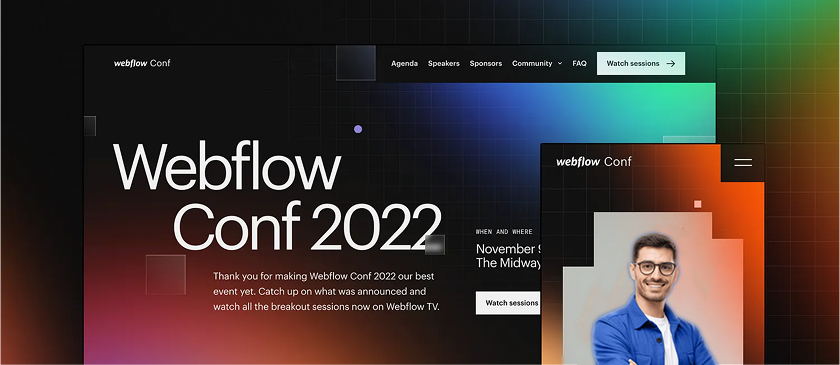 webflow Conf
Agenda Speakers Sponsors Community FAQ Watch sessions
Webflow
Conf 2022
Thank you for making Webflow Conf 2022 our best
event yet. Catch up on what was announced and
watch all the breakout sessions now on Webflow TV.
WHEN AND WHERE
November
The Midway
Watch sessions
webflow Conf